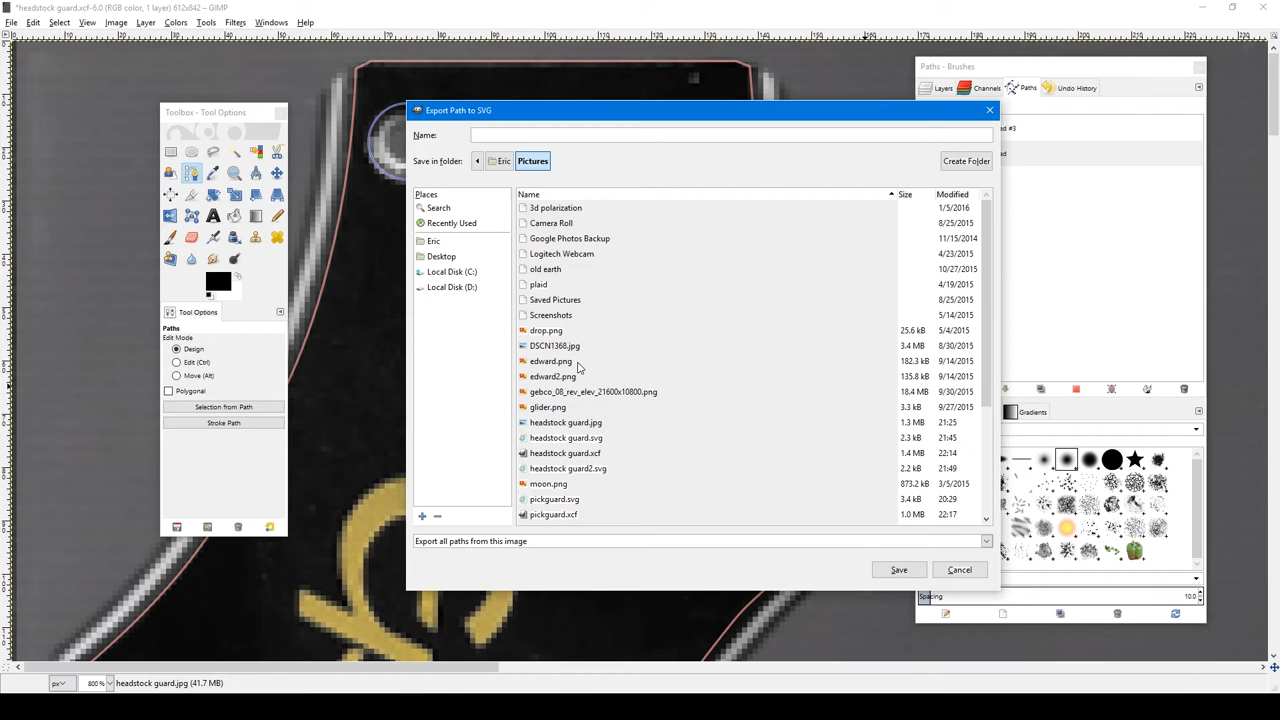 *headstock guard.xcf-6.0 (RGB color, 1 layer) 612x842 – GIMP
File Edit Select View Image Layer Colors Tools Filters Windows Help
Toolbox - Tool Options
Tool Options
Paths
Edit Mode
Design
Edit (Ctrl)
Move (Alt)
Polygonal
Selection from Path
Stroke Path
Export Path to SVG
Name:
Save in folder: Eric Pictures Create Folder
Places
Search
Recently Used
Eric
Desktop
Local Disk (C:)
Local Disk (D:)
Name Size Modified
3d polarization 1/5/2016
Camera Roll 8/25/2015
Google Photos Backup 11/15/2014
Logitech Webcam 4/23/2015
old earth 10/27/2015
plaid 4/19/2015
Saved Pictures 8/25/2015
Screenshots 5/14/2015
drop.png 25.6 kB 5/4/2015
DSCN1368.jpg 3.4 MB 8/30/2015
edward.png 182.3 kB 9/14/2015
edward2.png 135.8 kB 9/14/2015
gebco_08_rev_elev_21600x10800.png 18.4 MB 9/30/2015
glider.png 3.3 kB 9/27/2015
headstock guard.jpg 1.3 MB 21:25
headstock guard.svg 2.3 kB 21:45
headstock guard.xcf 1.4 MB 22:14
headstock guard2.svg 2.2 kB 21:49
moon.png 873.2 kB 3/5/2015
pickguard.svg 3.4 kB 20:29
pickguard.xcf 1.0 MB 22:17
Export all paths from this image
Save Cancel
Paths - Brushes
Layers Channels Paths Undo History
ad #3
ad
Gradients
Spacing 10.0
px 800 % headstock guard.jpg (41.7 MB)